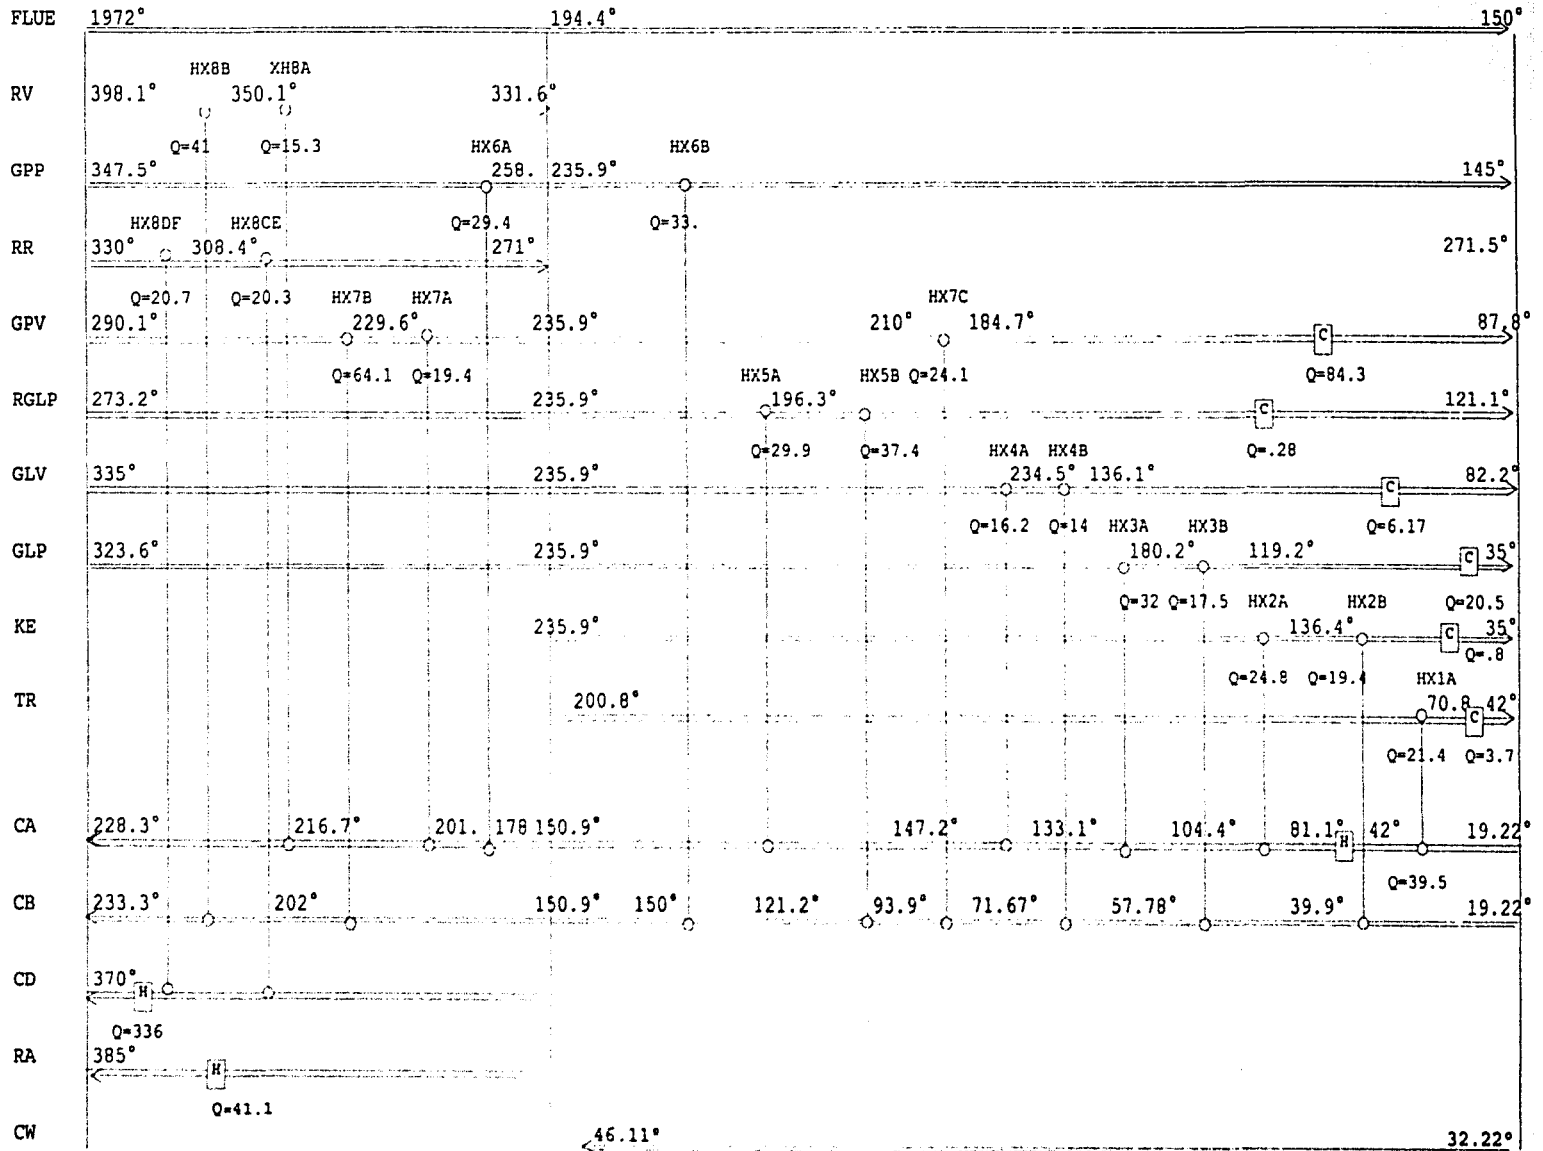 FLUE 1972° 194.4° 150°
HX8B XH8A
RV 398.1° 350.1° 331.6°
Q=41 Q=15.3 HX6A HX6B
GPP 347.5° 258. 235.9° 145°
HX8DF HX8CE Q=29.4 Q=33.
RR 330° 308.4° 271° 271.5°
Q=20.7 Q=20.3 HX7B HX7A HX7C
GPV 290.1° 229.6° 235.9° 210° 184.7° C 87.8°
Q=64.1 Q=19.4 HX5A HX5B Q=24.1 Q=84.3
RGLP 273.2° 235.9° 196.3° C 121.1°
Q=29.9 Q=37.4 HX4A HX4B Q=.28
GLV 335° 235.9° 234.5° 136.1° C 82.2°
Q=16.2 Q=14 HX3A HX3B Q=6.17
GLP 323.6° 235.9° 180.2° 119.2° C 35°
Q=32 Q=17.5 HX2A HX2B Q=20.5
KE 235.9° 136.4° C 35°
Q=.8
Q=24.8 Q=19.4 HX1A
TR 200.8° 70.8 C 42°
Q=21.4 Q=3.7
CA 228.3° 216.7° 201. 178 150.9° 147.2° 133.1° 104.4° 81.1° H 42° 19.22°
Q=39.5
CB 233.3° 202° 150.9° 150° 121.2° 93.9° 71.67° 57.78° 39.9° 19.22°
CD 370° H
Q=336
RA 385° H
Q=41.1
CW 46.11° 32.22°